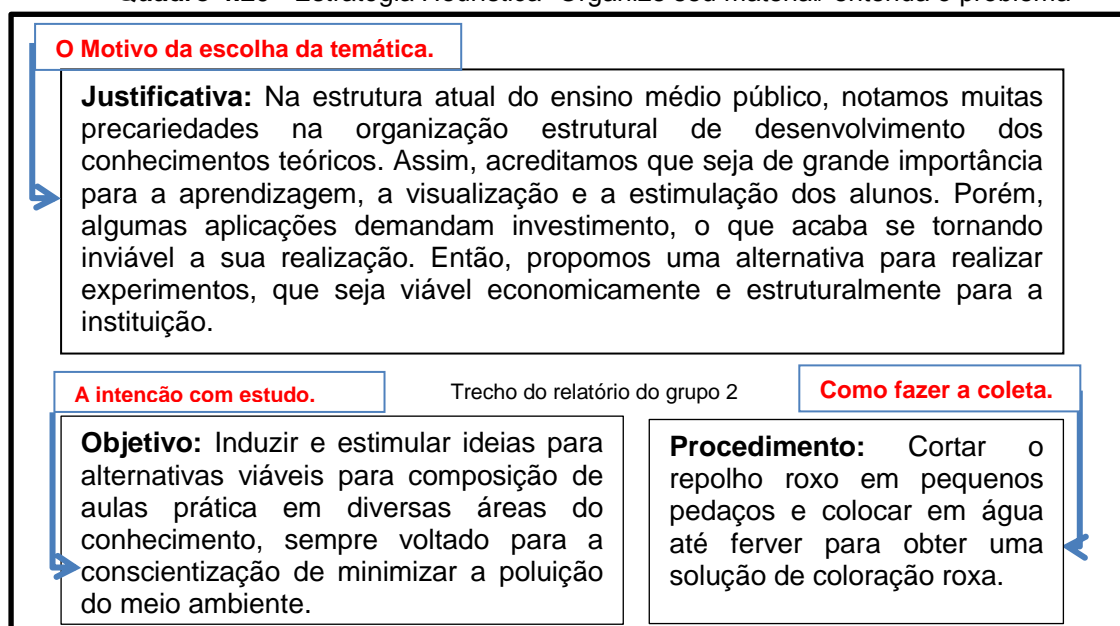 O Motivo da escolha da temática.
Justificativa: Na estrutura atual do ensino médio público, notamos muitas
precariedades na organização estrutural de desenvolvimento dos
conhecimentos teóricos. Assim, acreditamos que seja de grande importância
para a aprendizagem, a visualização e a estimulação dos alunos. Porém,
algumas aplicações demandam investimento, o que acaba se tornando
inviável a sua realização. Então, propomos uma alternativa para realizar
experimentos, que seja viável economicamente e estruturalmente para a
instituição.
A intencão com estudo.
Trecho do relatório do grupo 2
Como fazer a coleta.
Objetivo: Induzir e estimular ideias para
alternativas viáveis para composição de
aulas prática em diversas áreas do
conhecimento, sempre voltado para a
conscientização de minimizar a poluição
do meio ambiente.
Procedimento: Cortar o
repolho roxo em pequenos
pedaços e colocar em água
até ferver para obter uma
solução de coloração roxa.